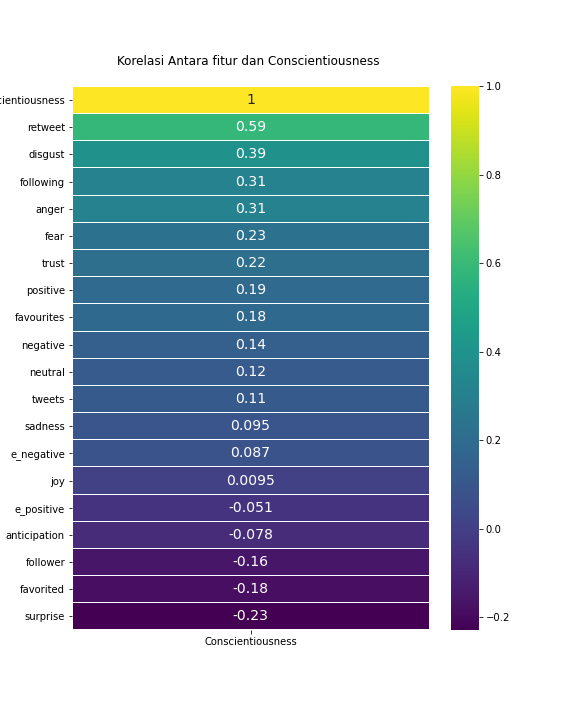 Korelasi Antara fitur dan Conscientiousness
cientiousness 1
retweet 0.59
disgust 0.39
following 0.31
anger 0.31
fear 0.23
trust 0.22
positive 0.19
favourites 0.18
negative 0.14
neutral 0.12
tweets 0.11
sadness 0.095
e_negative 0.087
joy 0.0095
e_positive -0.051
anticipation -0.078
follower -0.16
favorited -0.18
surprise -0.23
Conscientiousness
1.0
0.8
0.6
0.4
0.2
0.0
−0.2